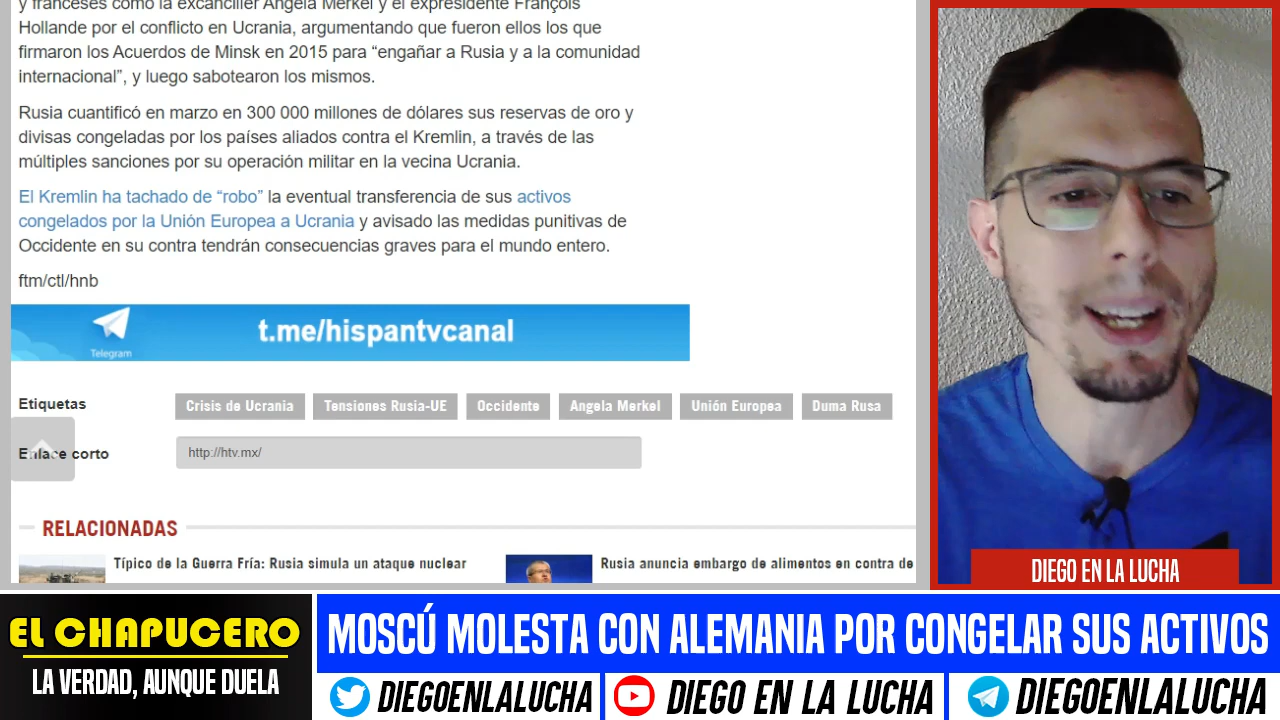 y franceses como la excanciller Angela Merkel y el expresidente François
Hollande por el conflicto en Ucrania, argumentando que fueron ellos los que
firmaron los Acuerdos de Minsk en 2015 para “engañar a Rusia y a la comunidad
internacional”, y luego sabotearon los mismos.
Rusia cuantificó en marzo en 300 000 millones de dólares sus reservas de oro y
divisas congeladas por los países aliados contra el Kremlin, a través de las
múltiples sanciones por su operación militar en la vecina Ucrania.
El Kremlin ha tachado de “robo” la eventual transferencia de sus activos
congelados por la Unión Europea a Ucrania y avisado las medidas punitivas de
Occidente en su contra tendrán consecuencias graves para el mundo entero.
ftm/ctl/hnb
Telegram
t.me/hispantvcanal
Etiquetas
Crisis de Ucrania Tensiones Rusia-UE Occidente Angela Merkel Unión Europea Duma Rusa
Enlace corto
http://htv.mx/
RELACIONADAS
Típico de la Guerra Fría: Rusia simula un ataque nuclear
Rusia anuncia embargo de alimentos en contra de
DIEGO EN LA LUCHA
EL CHAPUCERO
LA VERDAD, AUNQUE DUELA
MOSCÚ MOLESTA CON ALEMANIA POR CONGELAR SUS ACTIVOS
DIEGOENLALUCHA
DIEGO EN LA LUCHA
DIEGOENLALUCHA